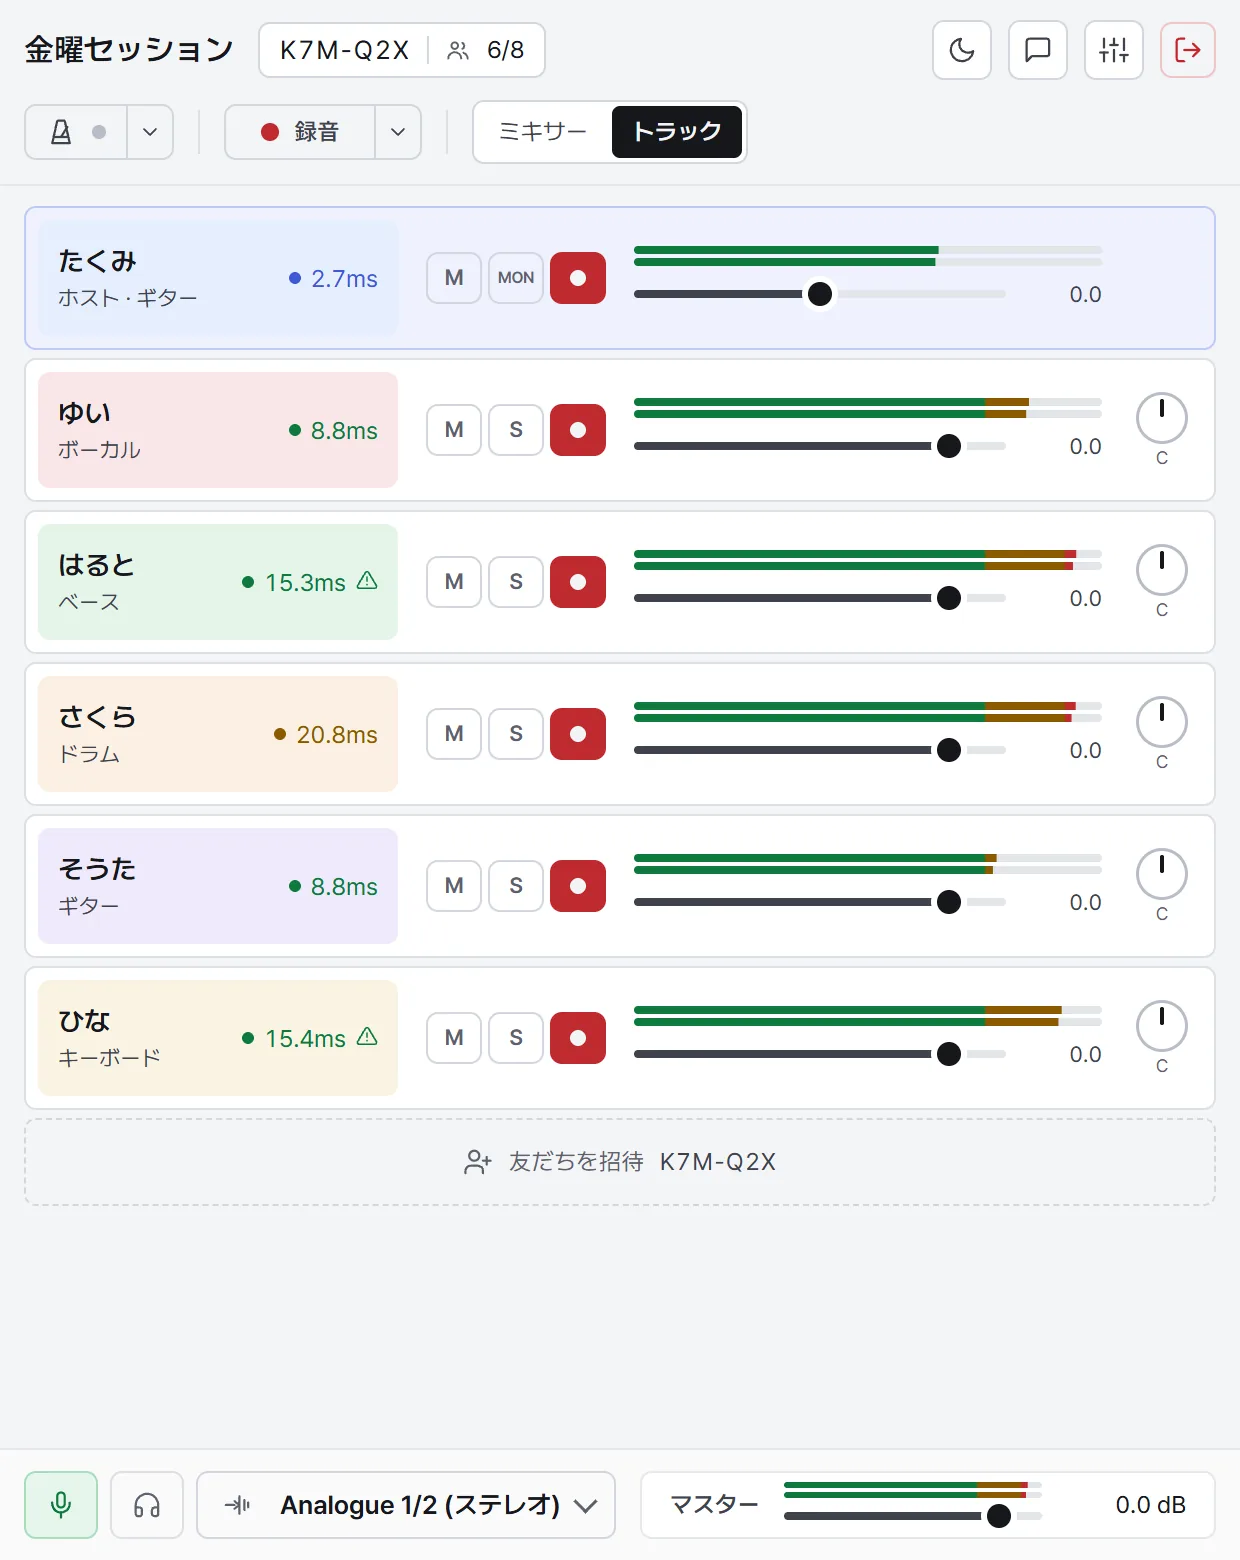 金曜セッション K7M-Q2X 6/8
録音 ミキサー トラック
たくみ
ホスト・ギター
2.7ms
M MON
0.0
ゆい
ボーカル
8.8ms
M S
0.0
C
はると
ベース
15.3ms
M S
0.0
C
さくら
ドラム
20.8ms
M S
0.0
C
そうた
ギター
8.8ms
M S
0.0
C
ひな
キーボード
15.4ms
M S
0.0
C
友だちを招待 K7M-Q2X
Analogue 1/2 (ステレオ) マスター 0.0 dB